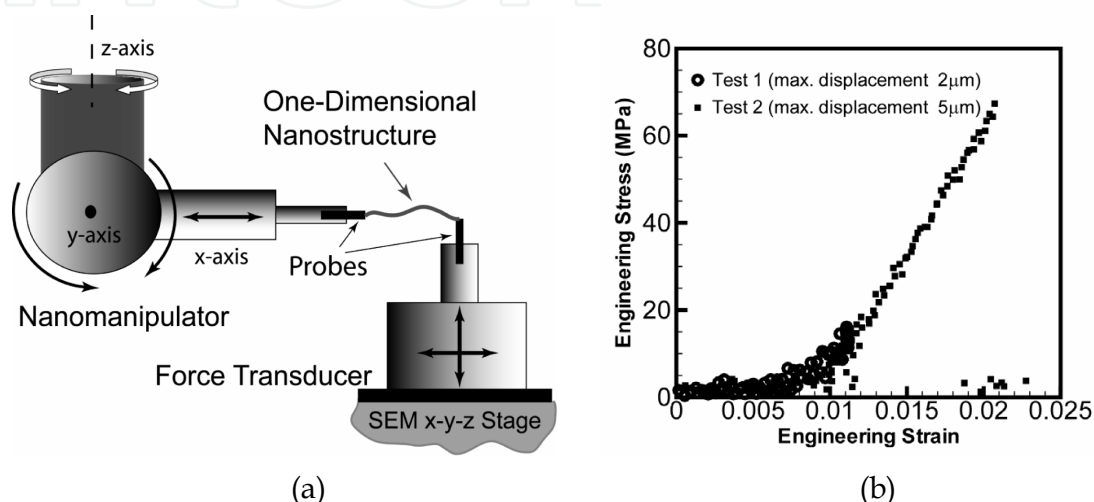 z-axis
One-Dimensional
Nanostructure
y-axis
x-axis
Probes
Nanomanipulator
Force Transducer
SEM x-y-z Stage
(a)
80
Test 1 (max. displacement 2μm)
Test 2 (max. displacement 5μm)
60
Engineering Stress (MPa)
40
20
0
0 0.005 0.01 0.015 0.02 0.025
Engineering Strain
(b)